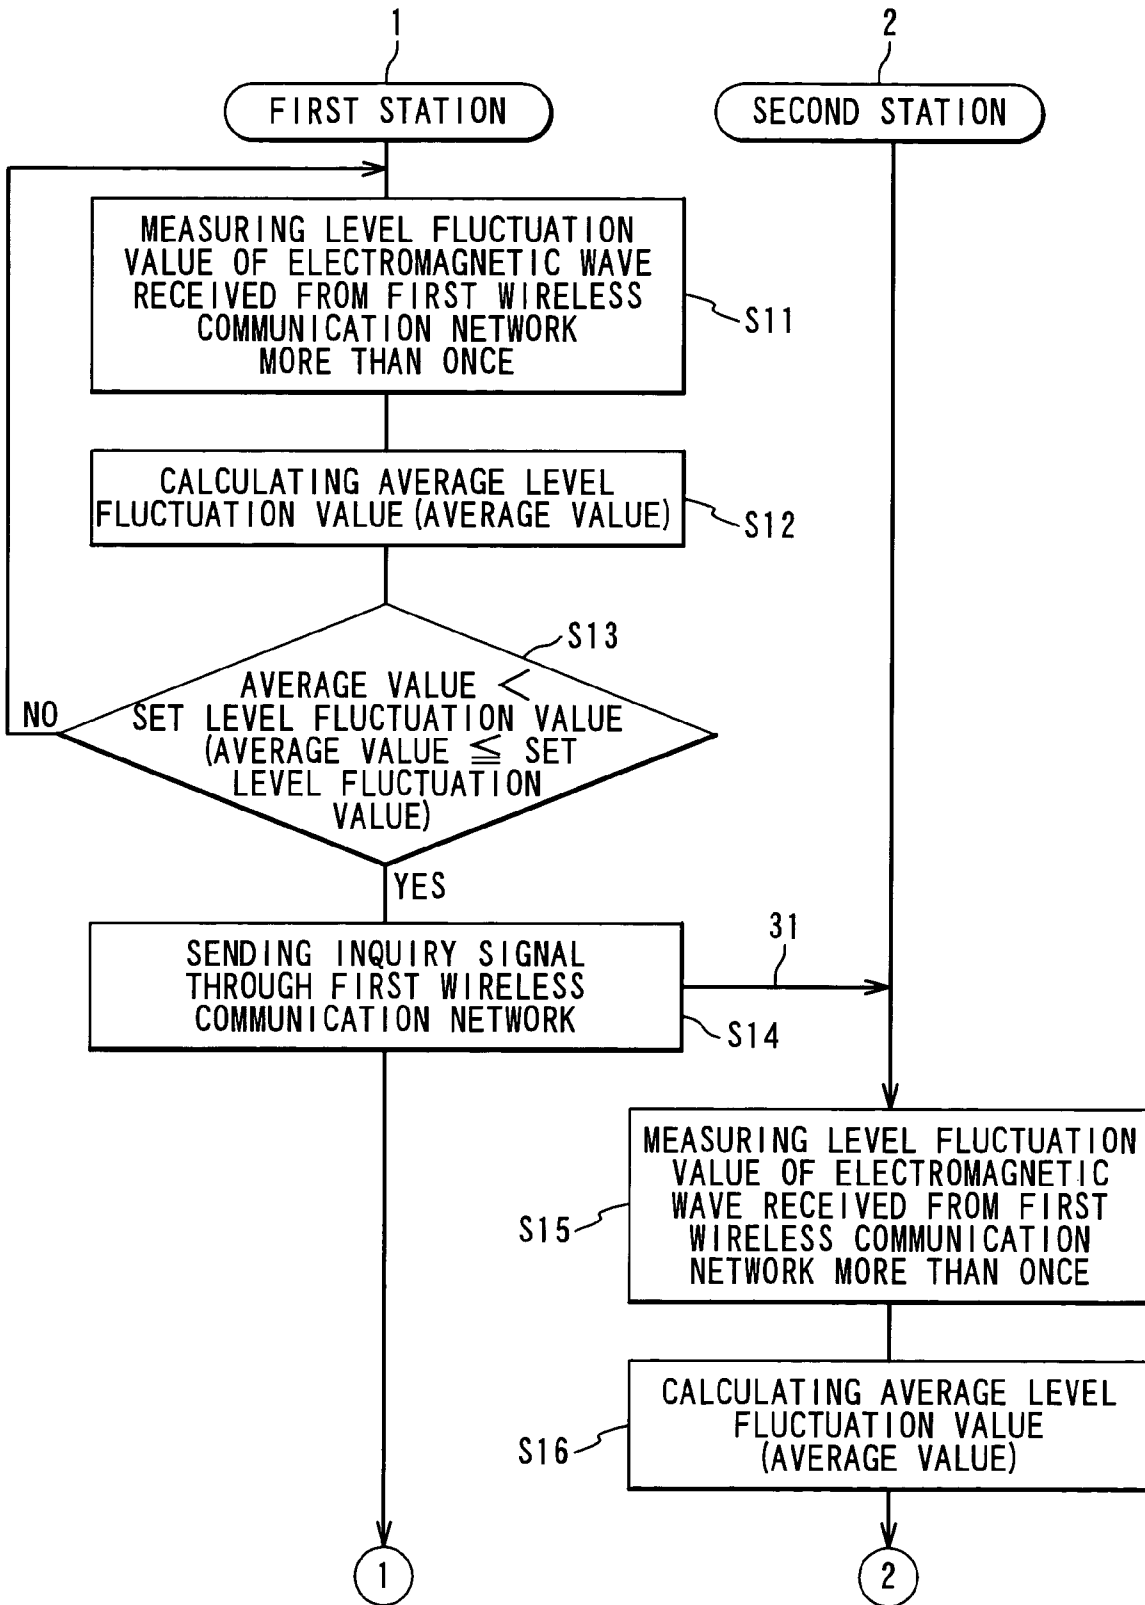 1
2
FIRST STATION
SECOND STATION
MEASURING LEVEL FLUCTUATION
VALUE OF ELECTROMAGNETIC WAVE
RECEIVED FROM FIRST WIRELESS
COMMUNICATION NETWORK
MORE THAN ONCE
S11
CALCULATING AVERAGE LEVEL
FLUCTUATION VALUE (AVERAGE VALUE)
S12
S13
AVERAGE VALUE <
SET LEVEL FLUCTUATION VALUE
(AVERAGE VALUE ≦ SET
LEVEL FLUCTUATION
VALUE)
NO
YES
SENDING INQUIRY SIGNAL
THROUGH FIRST WIRELESS
COMMUNICATION NETWORK
S14
31
MEASURING LEVEL FLUCTUATION
VALUE OF ELECTROMAGNETIC
WAVE RECEIVED FROM FIRST
WIRELESS COMMUNICATION
NETWORK MORE THAN ONCE
S15
CALCULATING AVERAGE LEVEL
FLUCTUATION VALUE
(AVERAGE VALUE)
S16
1
2